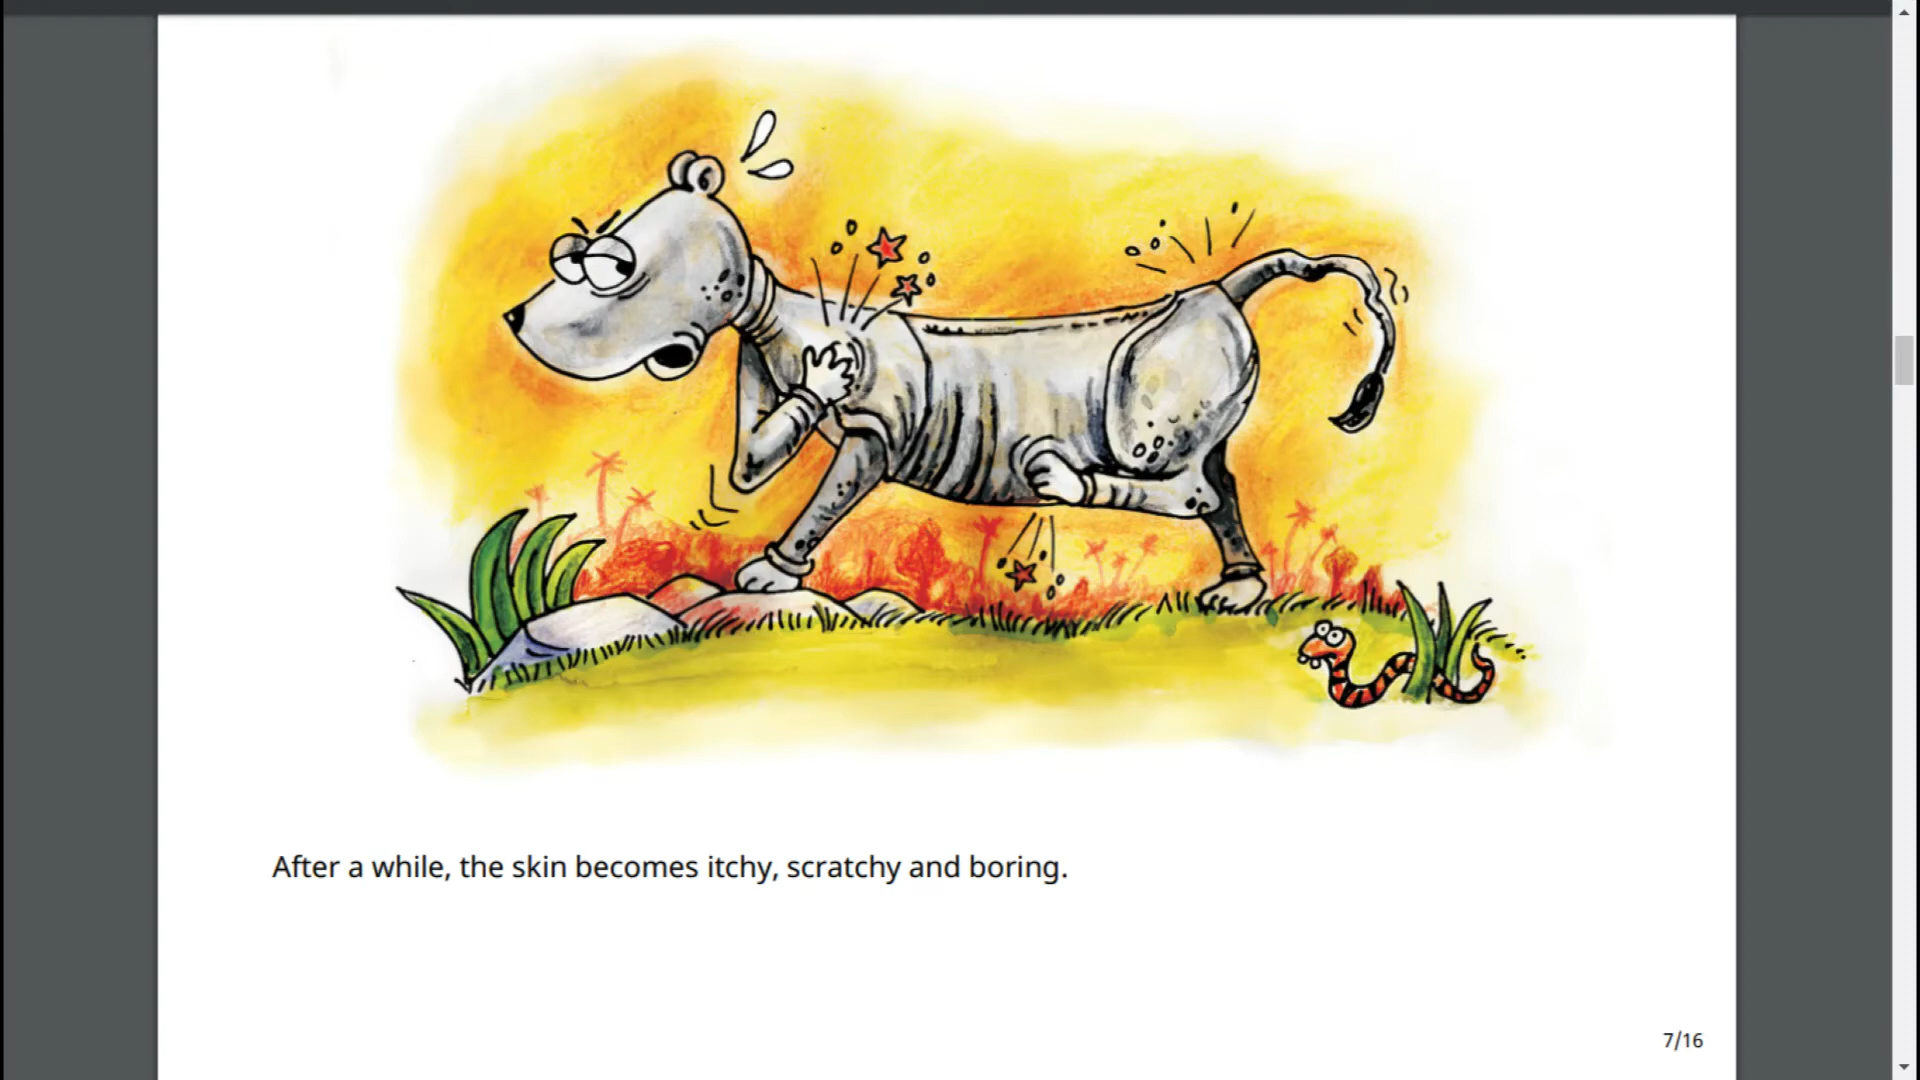 After a while, the skin becomes itchy, scratchy and boring.
7/16